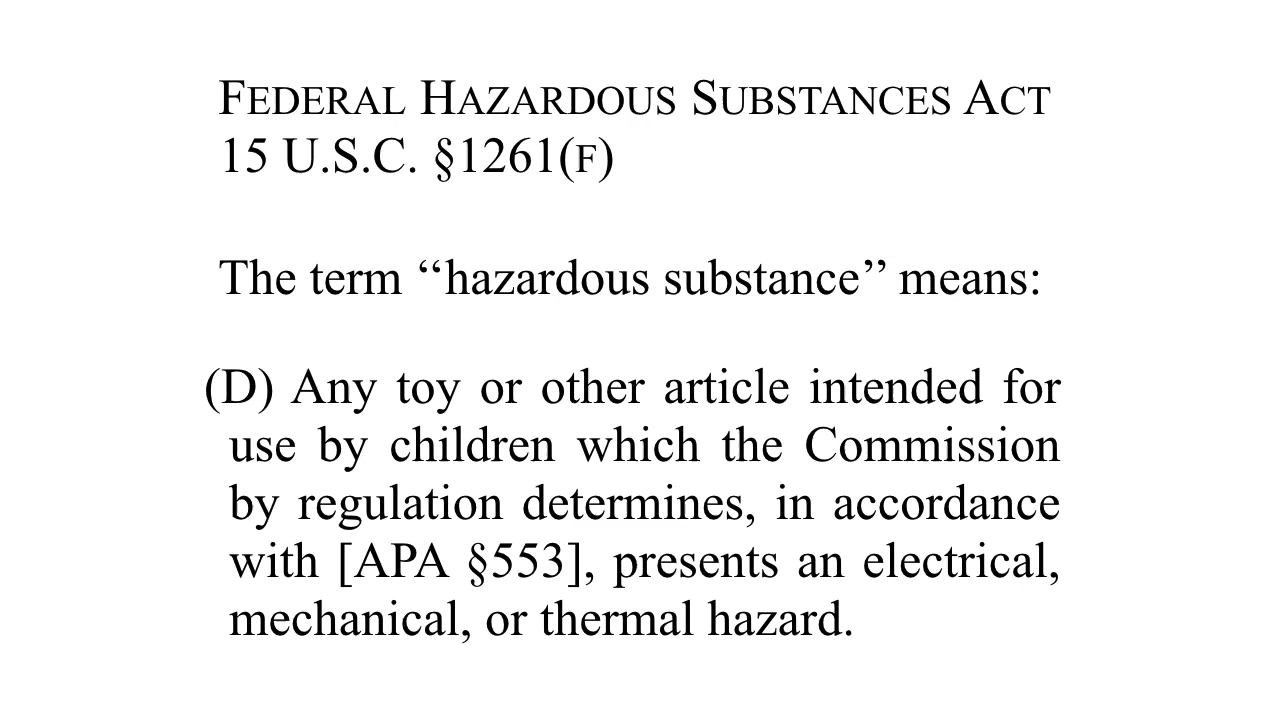 FEDERAL HAZARDOUS SUBSTANCES ACT
15 U.S.C. §1261(F)
The term ‘‘hazardous substance’’ means:
(D) Any toy or other article intended for
use by children which the Commission
by regulation determines, in accordance
with [APA §553], presents an electrical,
mechanical, or thermal hazard.